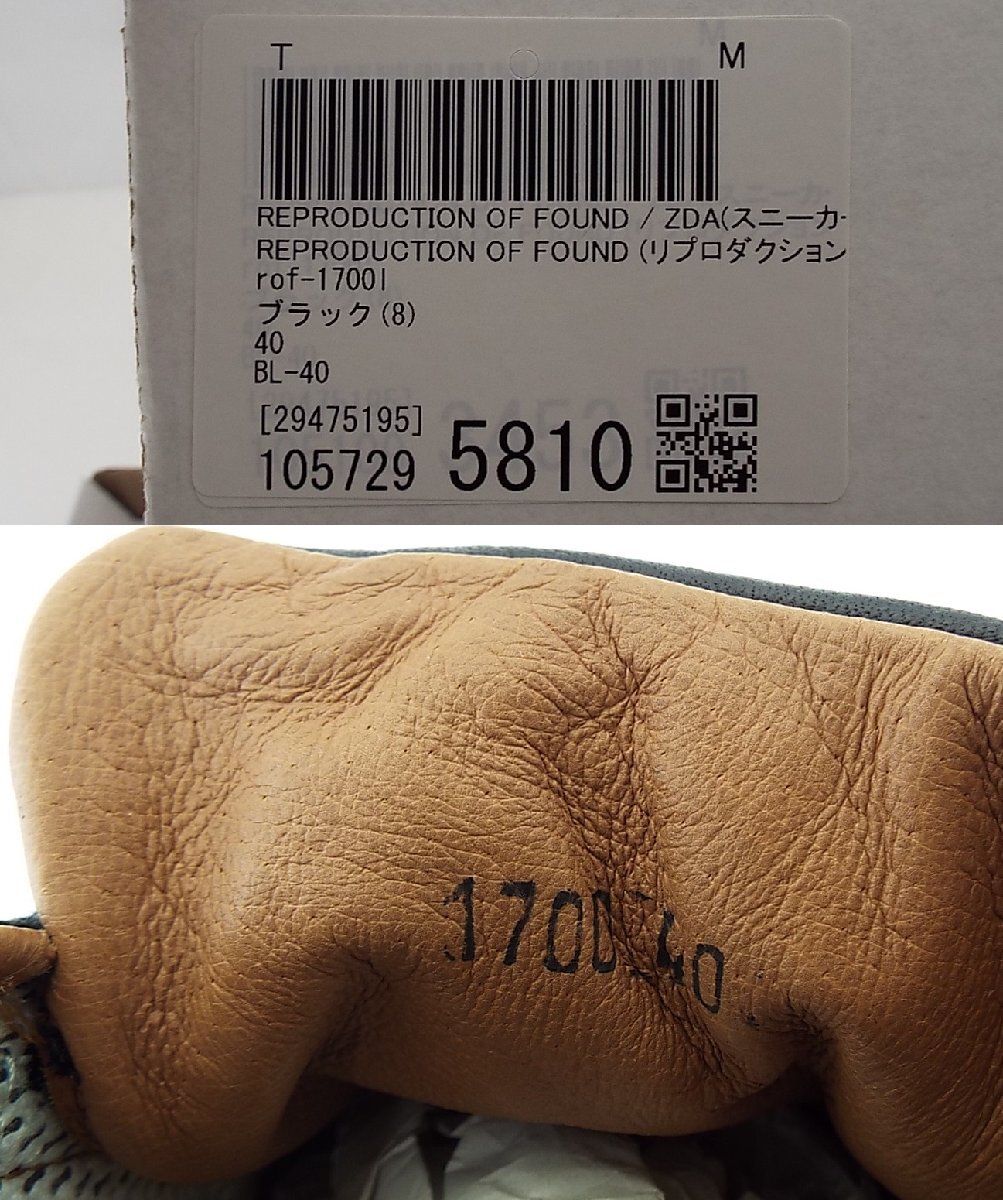 T M
REPRODUCTION OF FOUND / ZDA(スニーカ-
REPRODUCTION OF FOUND (リプロダクション
rof-1700l
ブラック(8)
40
BL-40
[29475195]
105729 5810
1700 40